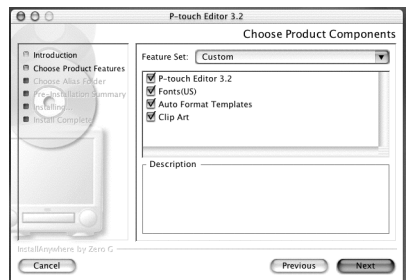 P-touch Editor 3.2
Choose Product Components
Introduction
Choose Product Features
Choose Alias Folder
Pre-Installation Summary
Installing...
Install Complete
Feature Set: Custom
P-touch Editor 3.2
Fonts(US)
Auto Format Templates
Clip Art
Description
InstallAnywhere by Zero G
Cancel
Previous
Next